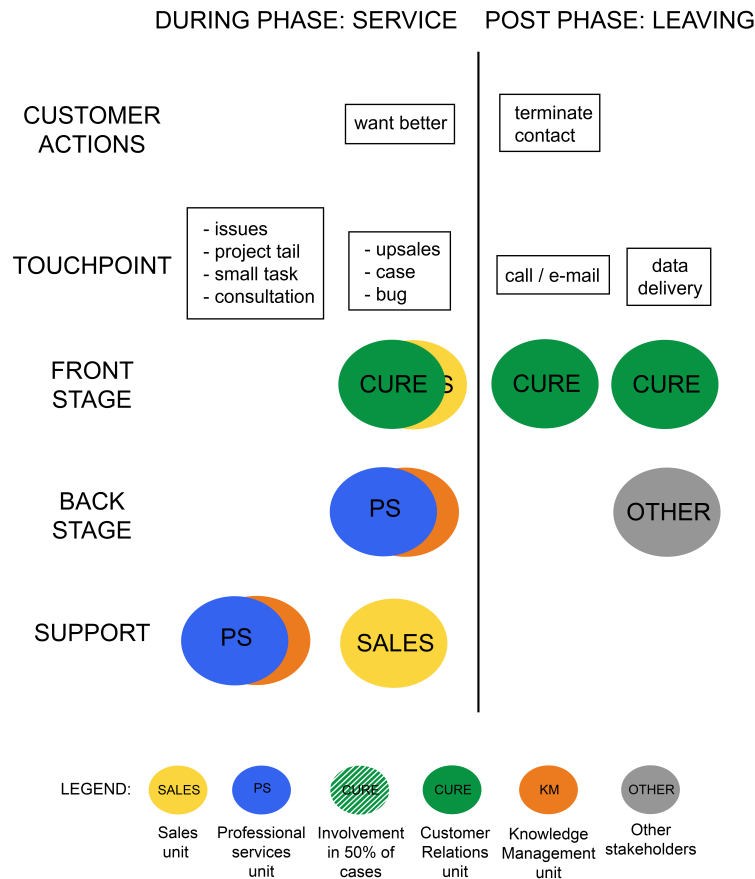 DURING PHASE: SERVICE
POST PHASE: LEAVING
CUSTOMER
ACTIONS
want better
terminate
contact
TOUCHPOINT
- issues
- project tail
- small task
- consultation
- upsales
- case
- bug
call / e-mail
data
delivery
FRONT
STAGE
CURE
S
CURE
CURE
BACK
STAGE
PS
OTHER
SUPPORT
PS
SALES
LEGEND:
SALES
PS
CURE
CURE
KM
OTHER
Sales
unit
Professional
services
unit
Involvement
in 50% of
cases
Customer
Relations
unit
Knowledge
Management
unit
Other
stakeholders